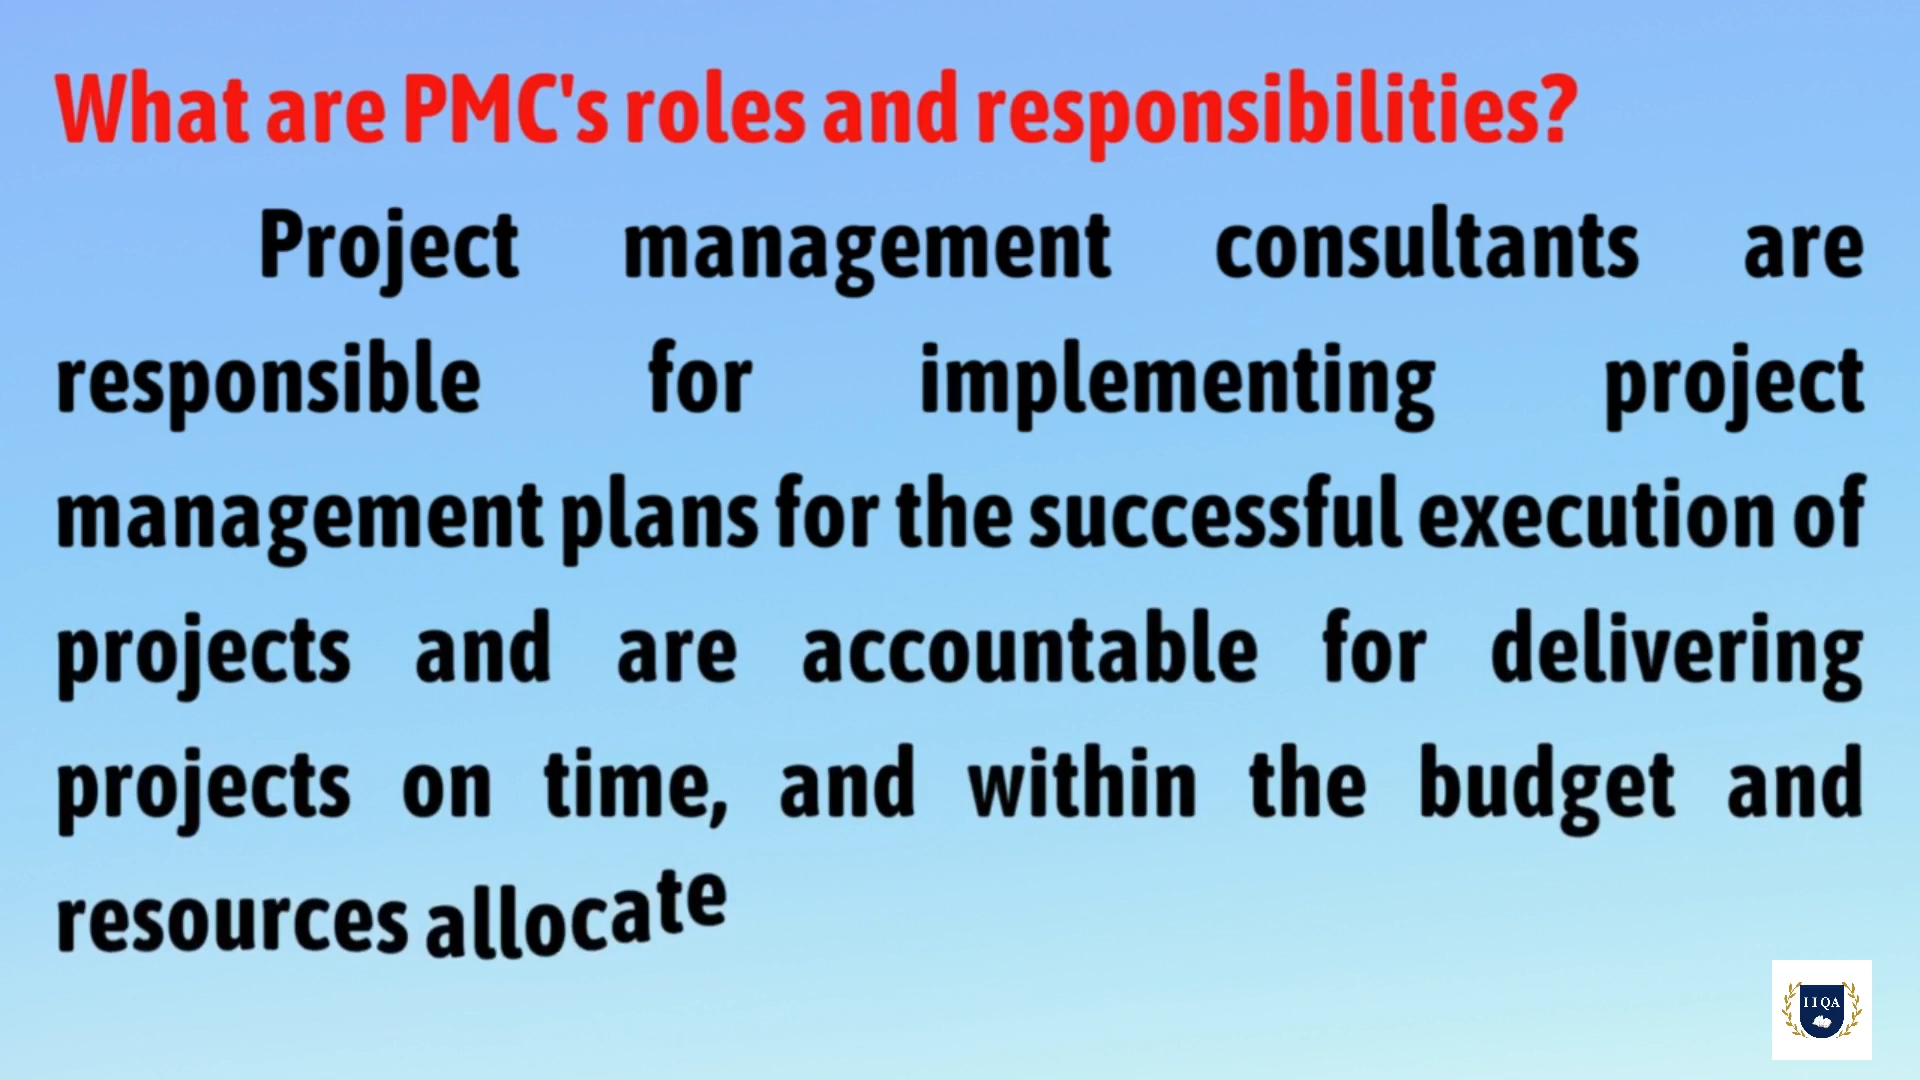 What are PMC's roles and responsibilities?
Project management consultants are
responsible for implementing project
management plans for the successful execution of
projects and are accountable for delivering
projects on time, and within the budget and
resources allocate
IIQA